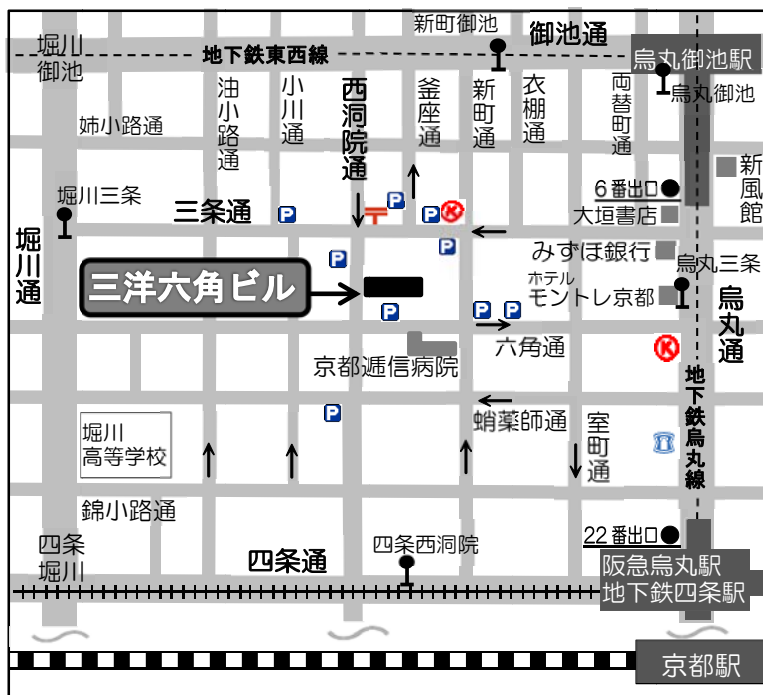 新町御池
御池通
堀川
御池
地下鉄東西線
烏丸御池駅
烏丸御池
油小路通
小川通
西洞院通
釜座通
新町通
衣棚通
両替町通
姉小路通
新風館
6番出口
堀川三条
三条通
P
P
P
K
大垣書店
P
みずほ銀行
烏丸三条
堀川通
P
三洋六角ビル
ホテル
モントレ京都
烏丸通
P
P
P
六角通
K
京都逓信病院
地下鉄烏丸線
P
蛸薬師通
室町通
堀川
高等学校
錦小路通
22番出口
四条
堀川
四条通
四条西洞院
阪急烏丸駅
地下鉄四条駅
京都駅